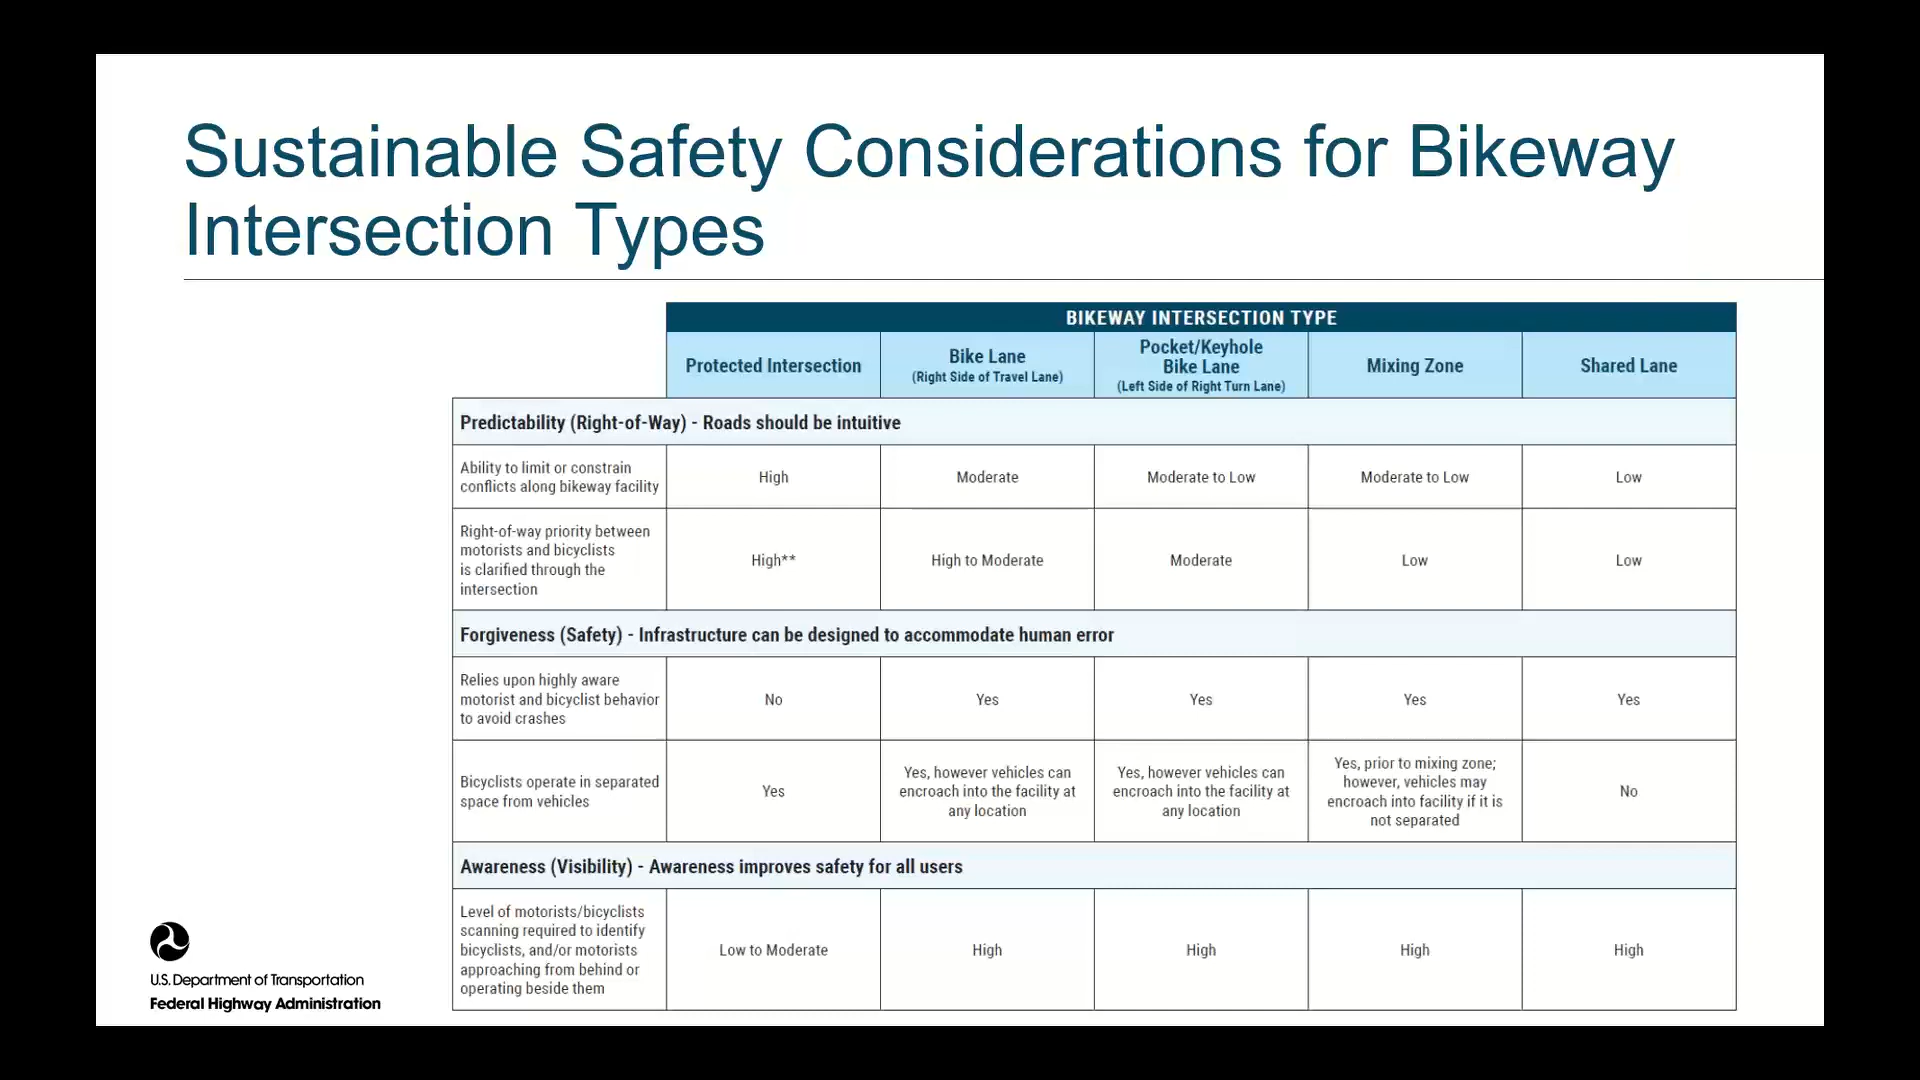 Sustainable Safety Considerations for Bikeway
Intersection Types
BIKEWAY INTERSECTION TYPE
Protected Intersection
Bike Lane
(Right Side of Travel Lane)
Pocket/Keyhole
Bike Lane
(Left Side of Right Turn Lane)
Mixing Zone
Shared Lane
Predictability (Right-of-Way) - Roads should be intuitive
Ability to limit or constrain
conflicts along bikeway facility
High
Moderate
Moderate to Low
Moderate to Low
Low
Right-of-way priority between
motorists and bicyclists
is clarified through the
intersection
High**
High to Moderate
Moderate
Low
Low
Forgiveness (Safety) - Infrastructure can be designed to accommodate human error
Relies upon highly aware
motorist and bicyclist behavior
to avoid crashes
No
Yes
Yes
Yes
Yes
Bicyclists operate in separated
space from vehicles
Yes
Yes, however vehicles can
encroach into the facility at
any location
Yes, however vehicles can
encroach into the facility at
any location
Yes, prior to mixing zone;
however, vehicles may
encroach into facility if it is
not separated
No
Awareness (Visibility) - Awareness improves safety for all users
Level of motorists/bicyclists
scanning required to identify
bicyclists, and/or motorists
approaching from behind or
operating beside them
Low to Moderate
High
High
High
High
U.S. Department of Transportation
Federal Highway Administration